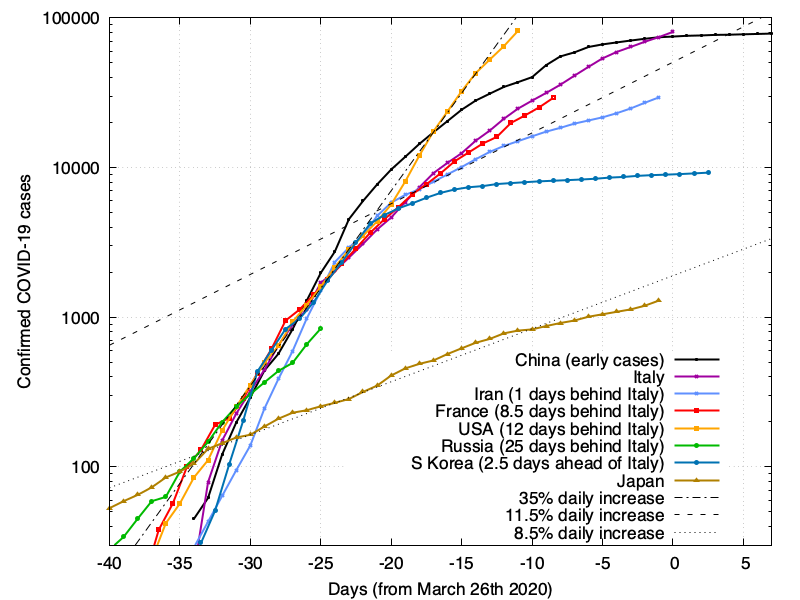 100000
10000
1000
100
Confirmed COVID-19 cases
China (early cases)
Italy
Iran (1 days behind Italy)
France (8.5 days behind Italy)
USA (12 days behind Italy)
Russia (25 days behind Italy)
S Korea (2.5 days ahead of Italy)
Japan
35% daily increase
11.5% daily increase
8.5% daily increase
-40 -35 -30 -25 -20 -15 -10 -5 0 5
Days (from March 26th 2020)